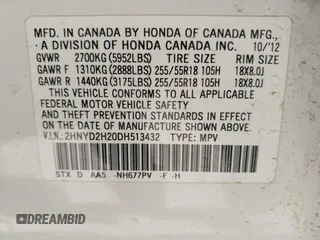 MFD. IN CANADA BY HONDA OF CANADA MFG.,
A DIVISION OF HONDA CANADA INC. 10/'12
GVWR 2700KG(5952LBS) TIRE SIZE RIM SIZE
GAWR F 1310KG(2888LBS) 255/55R18 105H 18X8.0J
GAWR R 1440KG(3175LBS) 255/55R18 105H 18X8.0J
THIS VEHICLE CONFORMS TO ALL APPLICABLE
FEDERAL MOTOR VEHICLE SAFETY, BUMPER,
AND THEFT PREVENTION STANDARDS IN EFFECT
ON THE DATE OF MANUFACTURE SHOWN ABOVE.
V.I.N.: 2HNYD2H20DH513432 TYPE: MPV
STX D AA5 NH677PV -F -H
©DREAMBID